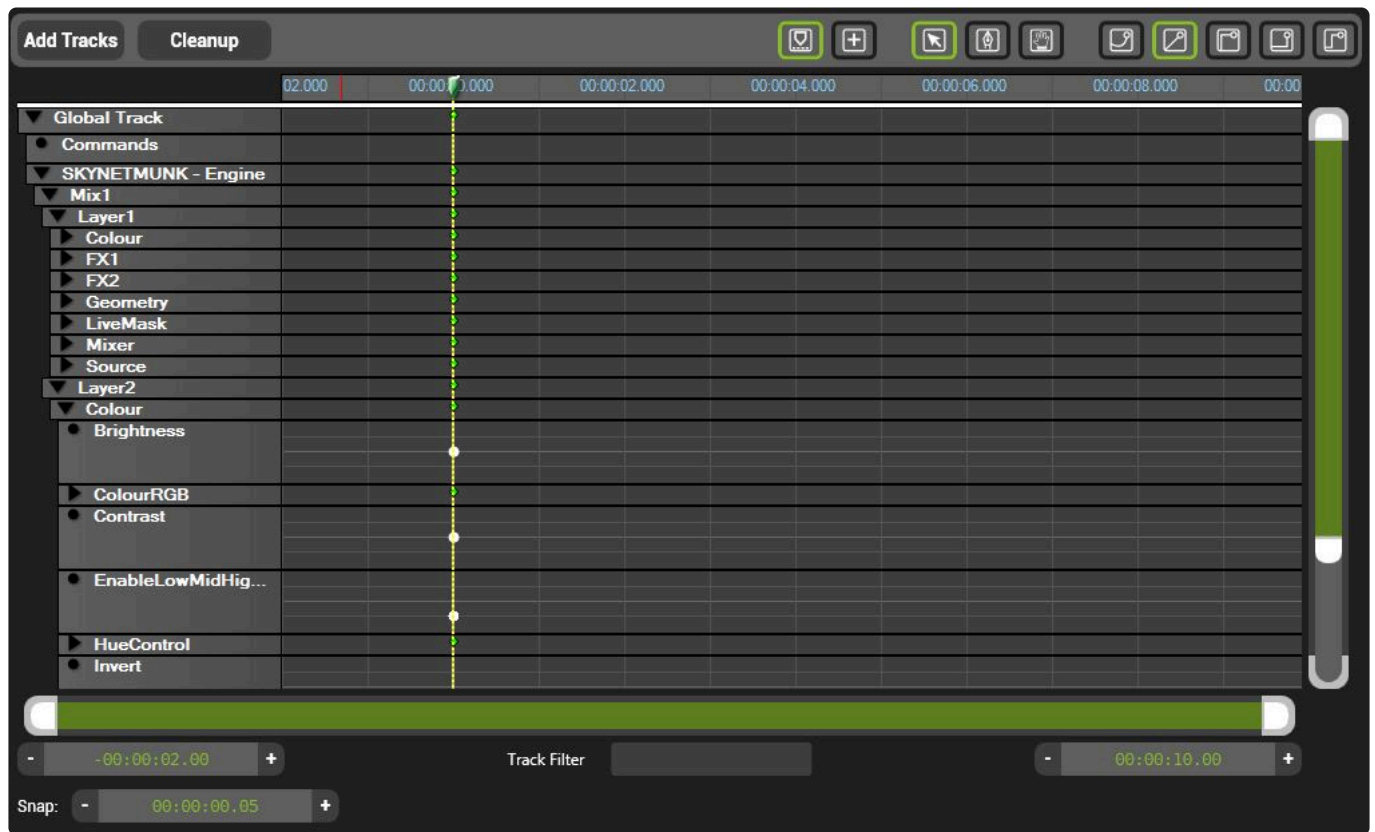 Add Tracks Cleanup
02.000 00:00:00.000 00:00:02.000 00:00:04.000 00:00:06.000 00:00:08.000 00:00
Global Track
Commands
SKYNETMUNK - Engine
Mix1
Layer1
Colour
FX1
FX2
Geometry
LiveMask
Mixer
Source
Layer2
Colour
Brightness
ColourRGB
Contrast
EnableLowMidHig...
HueControl
Invert
- -00:00:02.00 + Track Filter - 00:00:10.00 +
Snap: - 00:00:00.05 +